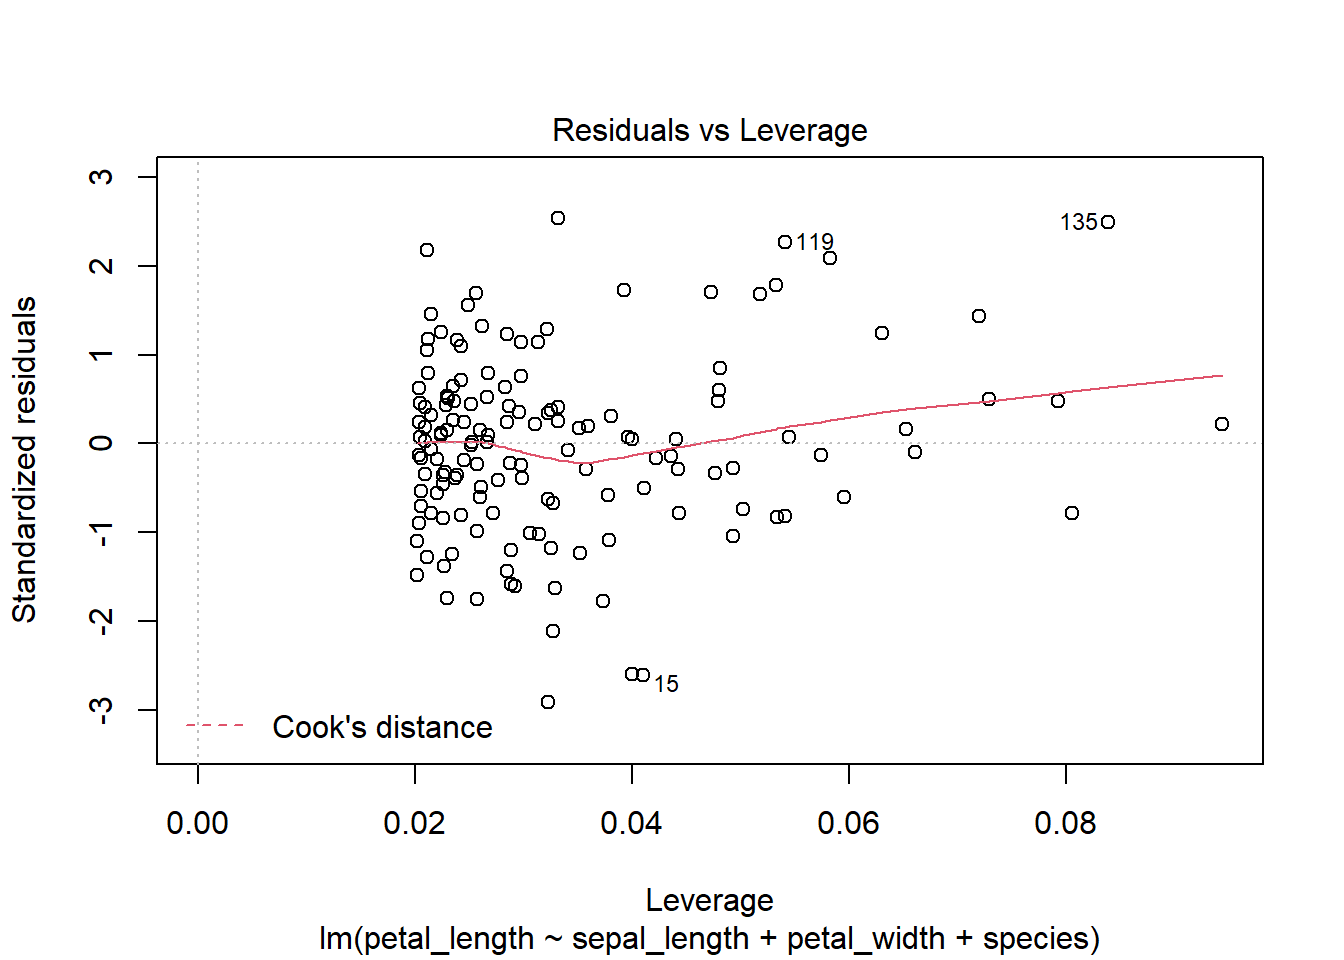 Residuals vs Leverage
Standardized residuals
3
2
1
0
-1
-2
-3
135
119
15
Cook's distance
0.00 0.02 0.04 0.06 0.08
Leverage
lm(petal_length ~ sepal_length + petal_width + species)